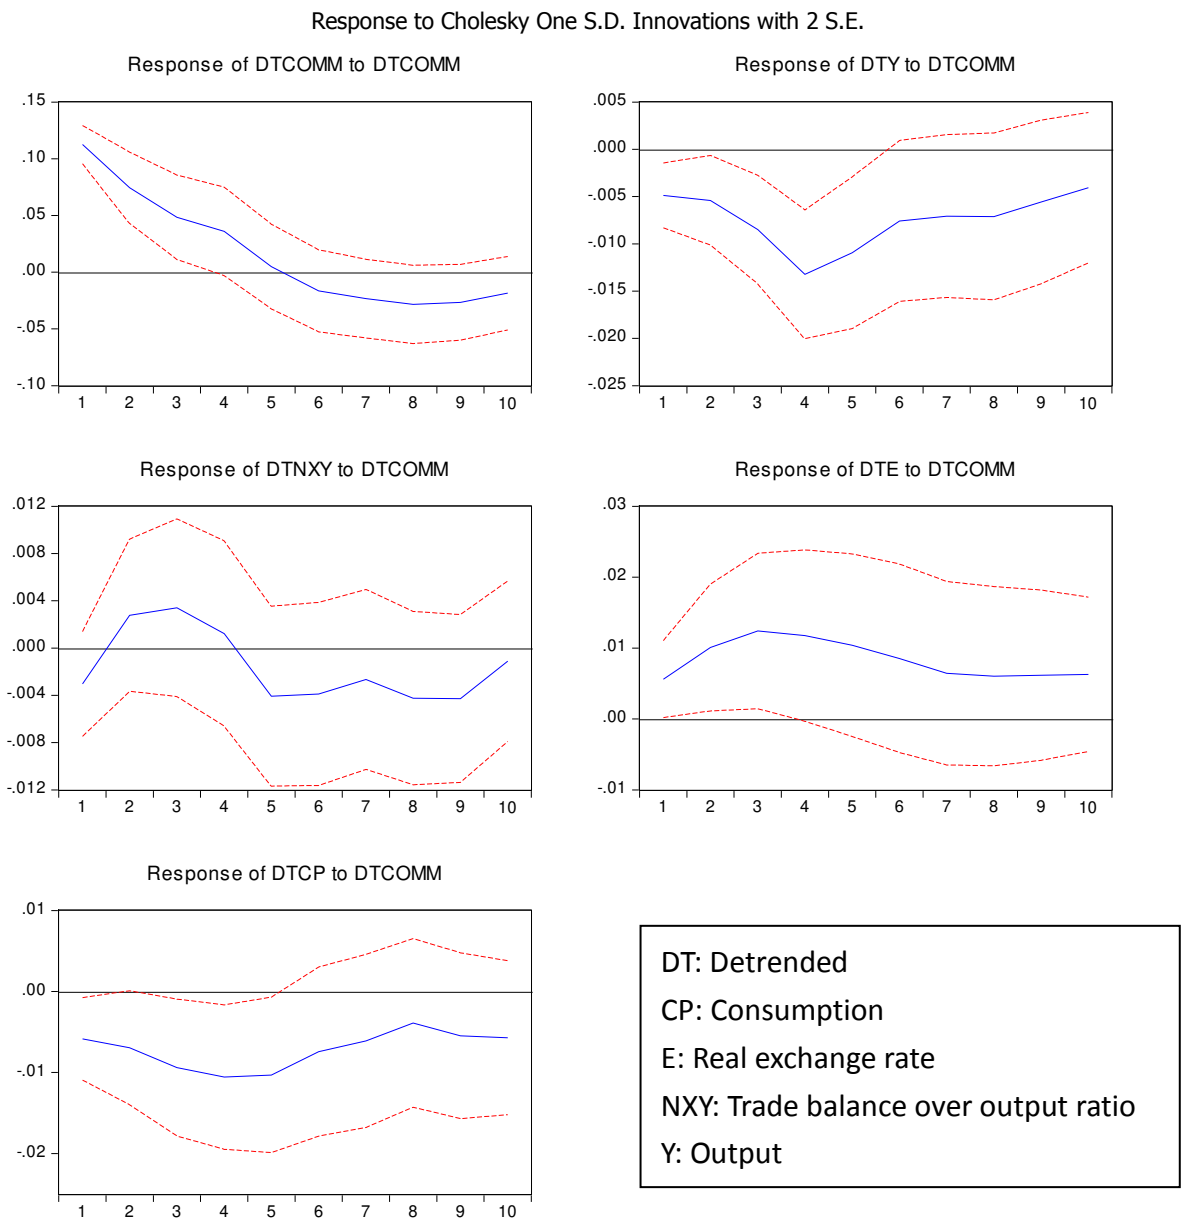 Response to Cholesky One S.D. Innovations with 2 S.E.
Response of DTCOMM to DTCOMM
.15
.10
.05
.00
-.05
-.10
1 2 3 4 5 6 7 8 9 10
Response of DTY to DTCOMM
.005
.000
-.005
-.010
-.015
-.020
-.025
1 2 3 4 5 6 7 8 9 10
Response of DTNXY to DTCOMM
.012
.008
.004
.000
-.004
-.008
-.012
1 2 3 4 5 6 7 8 9 10
Response of DTE to DTCOMM
.03
.02
.01
.00
-.01
1 2 3 4 5 6 7 8 9 10
Response of DTCP to DTCOMM
.01
.00
-.01
-.02
1 2 3 4 5 6 7 8 9 10
DT: Detrended
CP: Consumption
E: Real exchange rate
NXY: Trade balance over output ratio
Y: Output